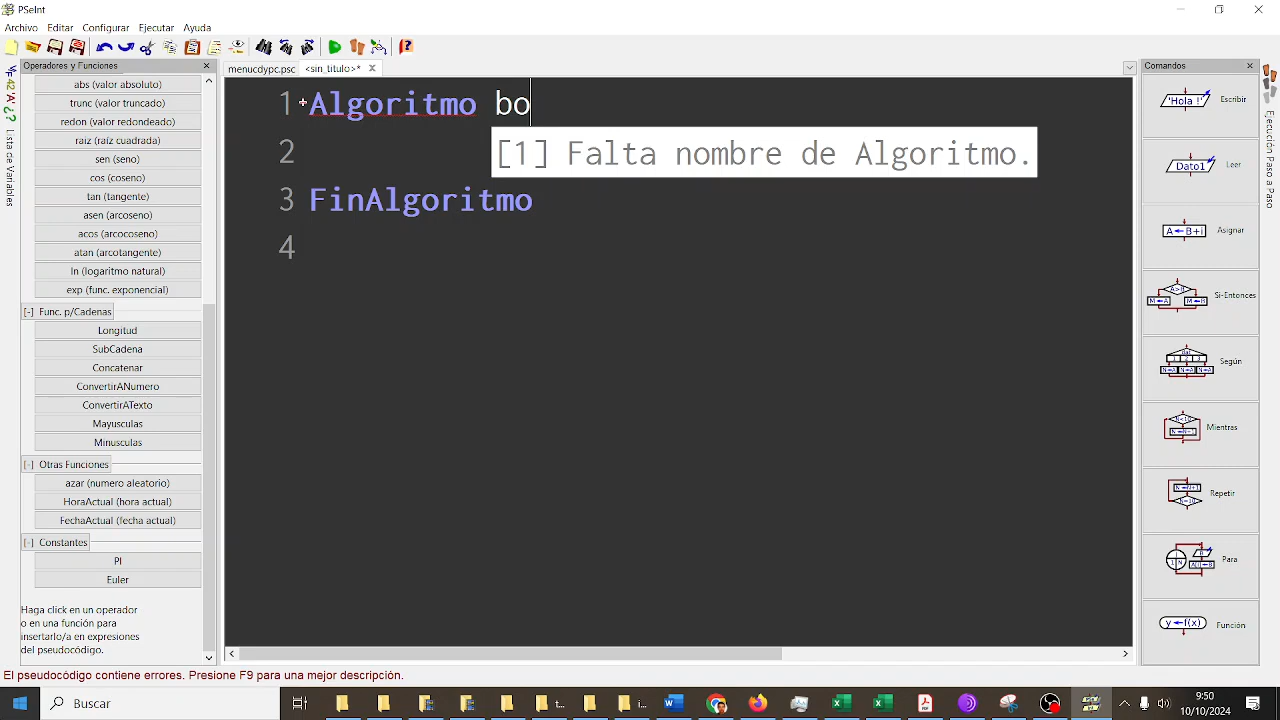 PSeInt
Archivo Editar Configurar Ejecutar Ayuda
Operadores y Funciones
menucdypc.psc
<sin_titulo>*
Comandos
Lista de Variables
abs (valor absoluto)
trunc (valor truncado)
redon (valor redondeado)
raiz (raíz cuadrada)
sen (seno)
cos (coseno)
tan (tangente)
asen (arcoseno)
acos (arcocoseno)
atan (arcotangente)
ln (logaritmo natural)
exp (func. exponencial)
[-] Func. p/Cadenas
Longitud
SubCadena
Concatenar
ConvertirANumero
ConvertirATexto
Mayusculas
Minusculas
[-] Otras Funciones
azar (numero aleatorio)
HoraActual (hora actual)
FechaActual (fecha actual)
[-] Constantes
PI
Euler
Haga click en un operador
o en una función para
insertarlo/a en expresiones
del pseudocódigo.
1 Algoritmo bo
2
[1] Falta nombre de Algoritmo.
3 FinAlgoritmo
4
'Hola !' Escribir
Dato1 Leer
A←B+i Asignar
Si-Entonces
Según
Mientras
Repetir
Para
y←f(x) Función
Ejecución Paso a Paso
El pseudocódigo contiene errores. Presione F9 para una mejor descripción.
Buscar
9:50
10/10/2024